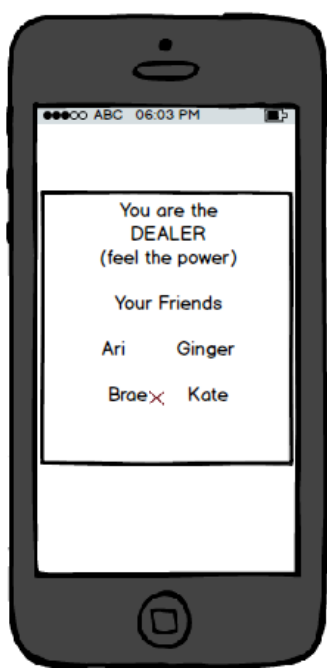 ABC 06:03 PM
You are the
DEALER
(feel the power)
Your Friends
Ari Ginger
Brae Kate